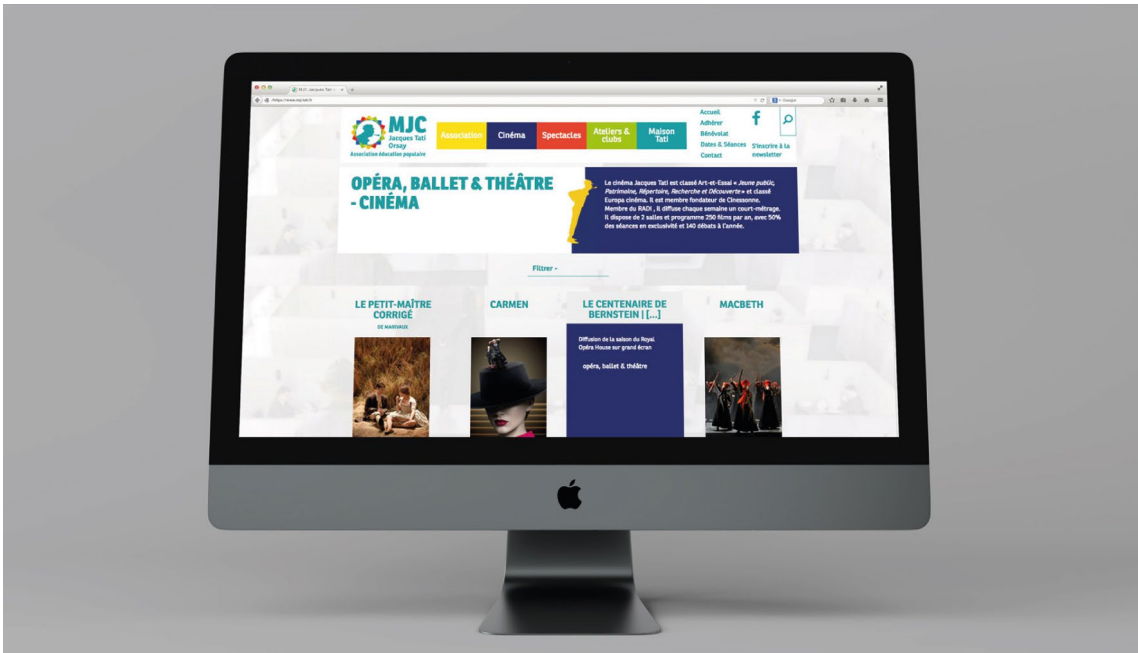 M.J.C. Jacques Tati -
Google
MJC
Jacques Tati
Orsay
Association éducation populaire
Association
Cinéma
Spectacles
Ateliers &
clubs
Maison
Tati
Accueil
Adhérer
Bénévolat
Dates & Séances
Contact
f
S'inscrire à la
newsletter
OPÉRA, BALLET & THÉÂTRE
- CINÉMA
Le cinéma Jacques Tati est classé Art-et-Essai « Jeune public,
Patrimoine, Répertoire, Recherche et Découverte » et classé
Europa cinéma. Il est membre fondateur de Cinessonne.
Membre du RADI , il diffuse chaque semaine un court-métrage.
Il dispose de 2 salles et programme 250 films par an, avec 50%
des séances en exclusivité et 140 débats à l'année.
Filtrer -
LE PETIT-MAÎTRE
CORRIGÉ
DE MARIVAUX
CARMEN
LE CENTENAIRE DE
BERNSTEIN | [...]
Diffusion de la saison du Royal
Opéra House sur grand écran
opéra, ballet & théâtre
MACBETH